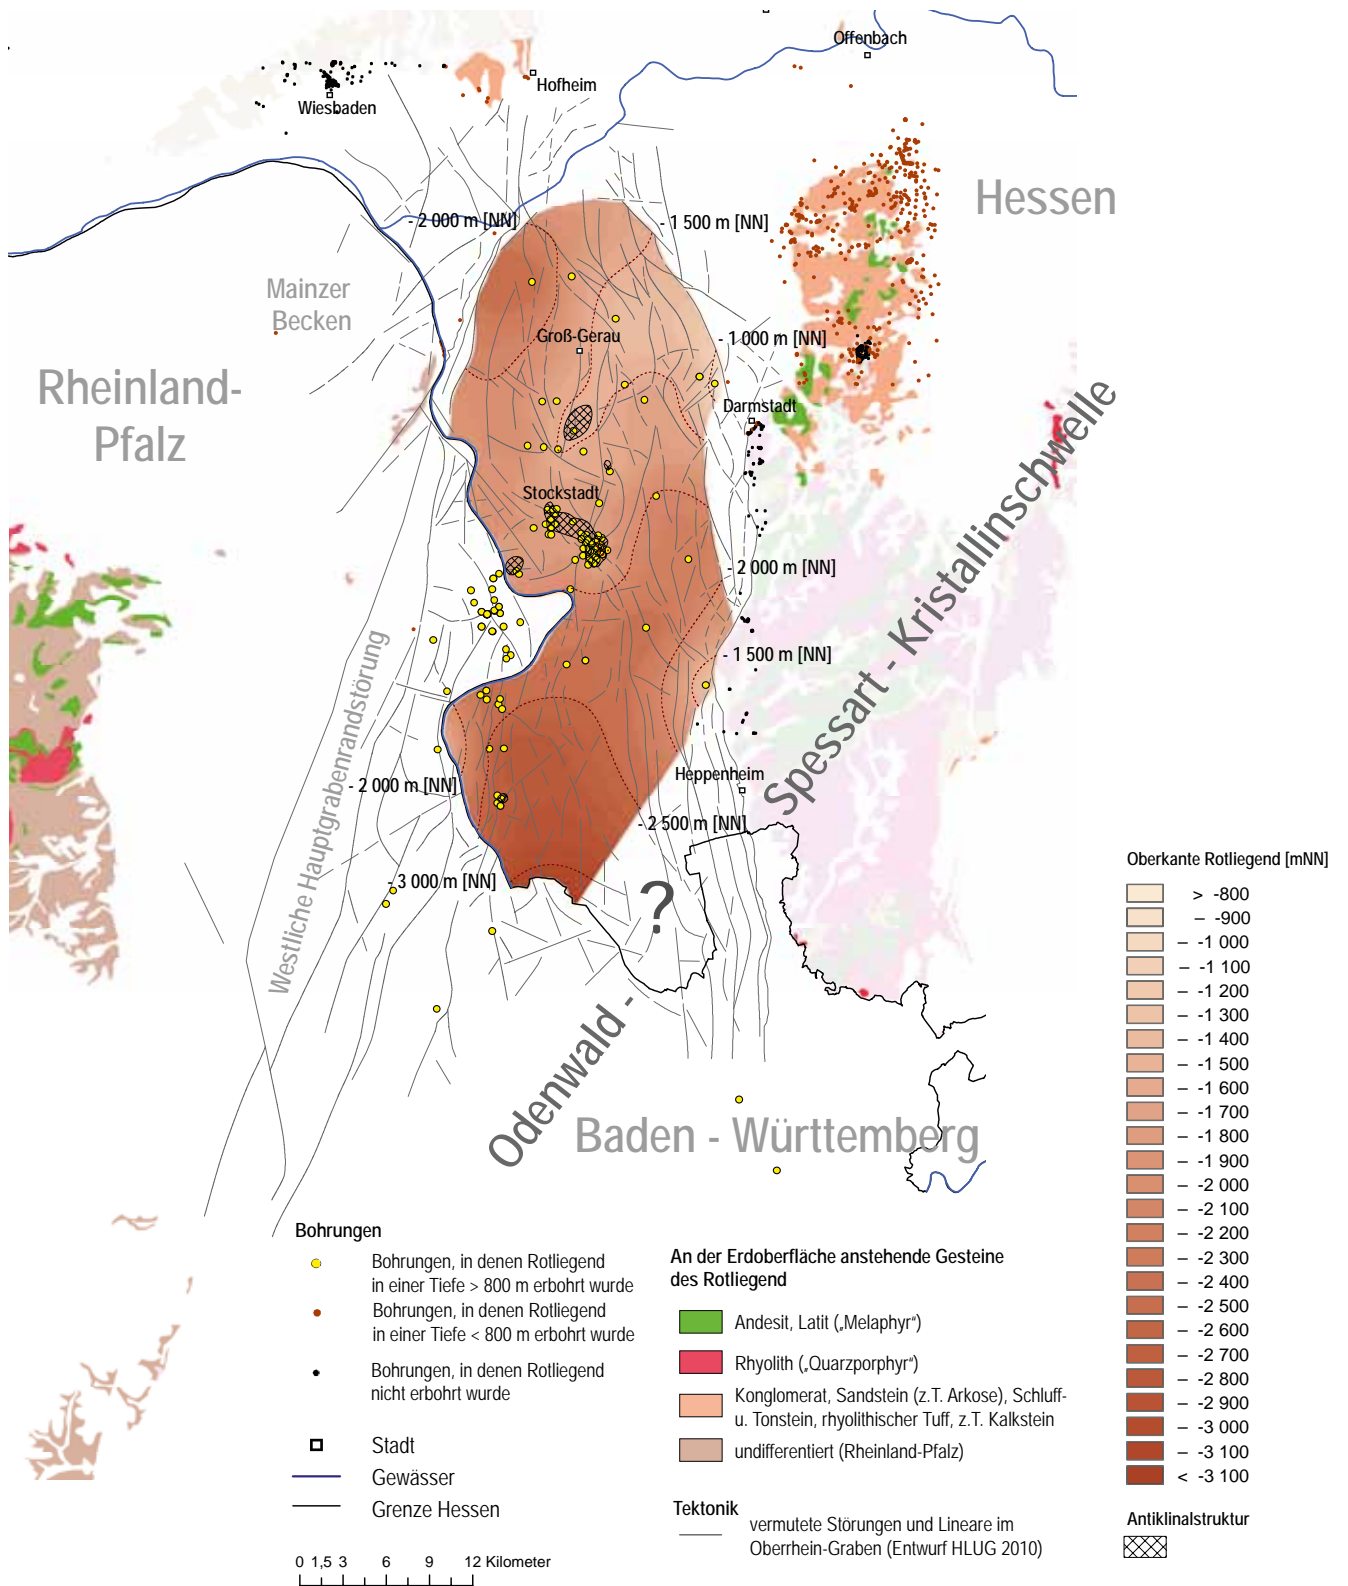 Offenbach
Hofheim
Wiesbaden
Hessen
- 2 000 m [NN]
- 1 500 m [NN]
Mainzer
Becken
Groß-Gerau
- 1 000 m [NN]
Rheinland-
Pfalz
Darmstadt
Stockstadt
- 2 000 m [NN]
- 1 500 m [NN]
Westliche Hauptgrabenrandstörung
Spessart - Kristallinschwelle
Heppenheim
- 2 000 m [NN]
- 2 500 m [NN]
- 3 000 m [NN]
?
Odenwald -
Baden - Württemberg
Oberkante Rotliegend [mNN]
> -800
– -900
– -1 000
– -1 100
– -1 200
– -1 300
– -1 400
– -1 500
– -1 600
– -1 700
– -1 800
– -1 900
– -2 000
– -2 100
– -2 200
– -2 300
– -2 400
– -2 500
– -2 600
– -2 700
– -2 800
– -2 900
– -3 000
– -3 100
< -3 100
Antiklinalstruktur
Bohrungen
Bohrungen, in denen Rotliegend
in einer Tiefe > 800 m erbohrt wurde
Bohrungen, in denen Rotliegend
in einer Tiefe < 800 m erbohrt wurde
Bohrungen, in denen Rotliegend
nicht erbohrt wurde
Stadt
Gewässer
Grenze Hessen
0 1,5 3 6 9 12 Kilometer
An der Erdoberfläche anstehende Gesteine
des Rotliegend
Andesit, Latit („Melaphyr“)
Rhyolith („Quarzporphyr“)
Konglomerat, Sandstein (z.T. Arkose), Schluff-
u. Tonstein, rhyolithischer Tuff, z.T. Kalkstein
undifferentiert (Rheinland-Pfalz)
Tektonik
vermutete Störungen und Lineare im
Oberrhein-Graben (Entwurf HLUG 2010)